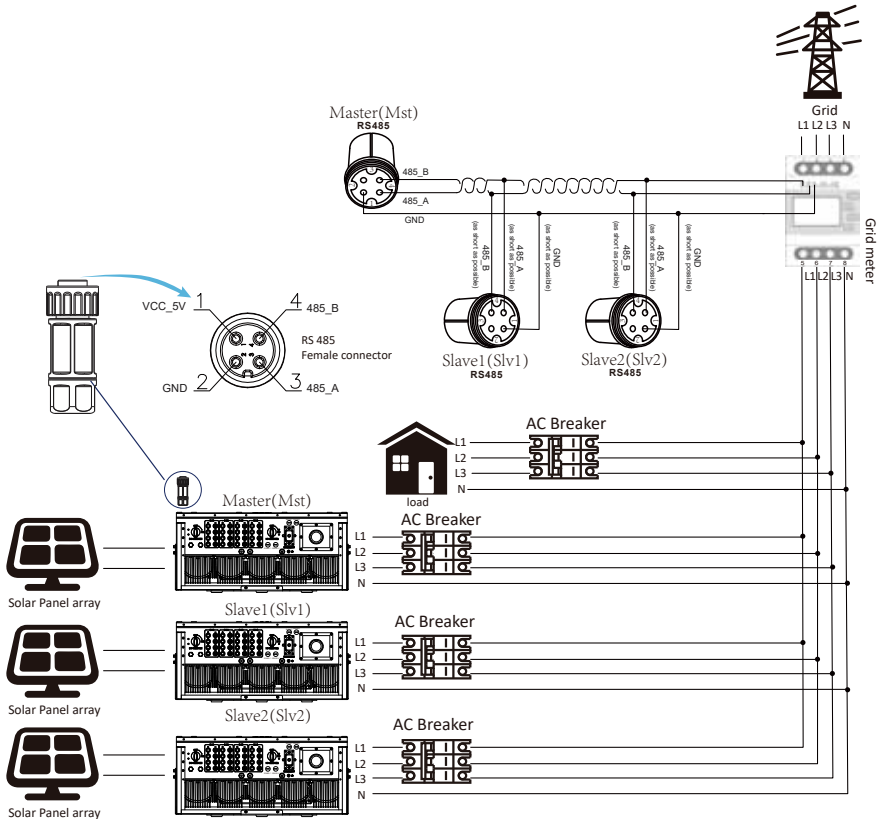 Grid
L1 L2 L3 N
Master(Mst)
RS485
485_B
485_A
GND
Grid meter
5 6 7 8
L1 L2 L3 N
485_B
(as short as possible)
485_A
(as short as possible)
GND
(as short as possible)
485_B
(as short as possible)
485_A
(as short as possible)
GND
(as short as possible)
Slave1(Slv1)
RS485
Slave2(Slv2)
RS485
VCC_5V
1
4
485_B
RS 485
Female connector
GND
2
3
485_A
AC Breaker
L1
L2
L3
N
load
Master(Mst)
AC Breaker
L1
L2
L3
N
Solar Panel array
Slave1(Slv1)
AC Breaker
L1
L2
L3
N
Solar Panel array
Slave2(Slv2)
AC Breaker
L1
L2
L3
N
Solar Panel array